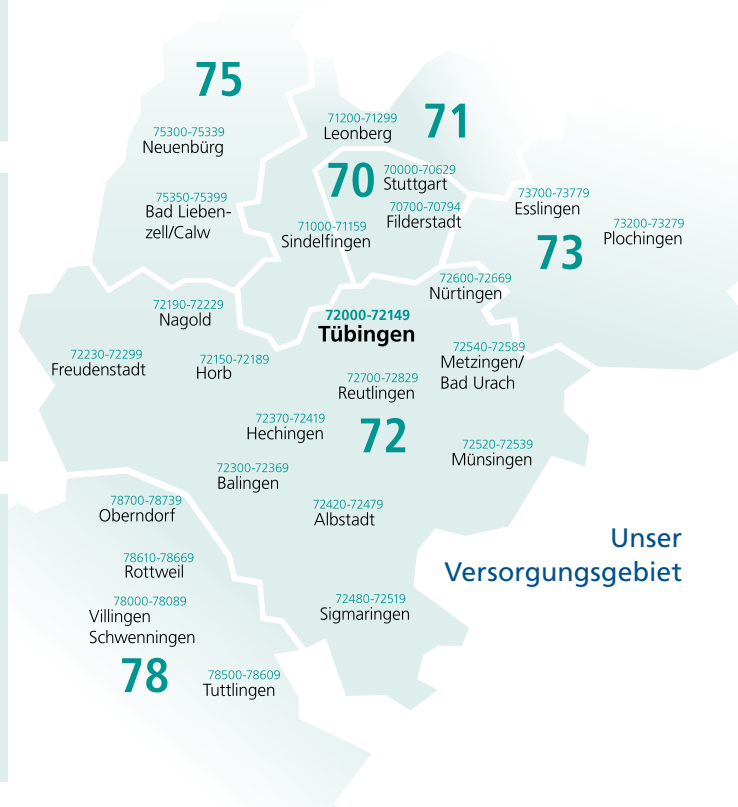 75
75300-75339
Neuenbürg
75350-75399
Bad Lieben-
zell/Calw
71200-71299
Leonberg
71
70
70000-70629
Stuttgart
70700-70794
Filderstadt
71000-71159
Sindelfingen
73700-73779
Esslingen
73200-73279
Plochingen
73
72600-72669
Nürtingen
72190-72229
Nagold
72000-72149
Tübingen
72230-72299
Freudenstadt
72150-72189
Horb
72540-72589
Metzingen/
Bad Urach
72700-72829
Reutlingen
72370-72419
Hechingen
72
72520-72539
Münsingen
72300-72369
Balingen
72420-72479
Albstadt
78700-78739
Oberndorf
Unser
Versorgungsgebiet
78610-78669
Rottweil
78000-78089
Villingen
Schwenningen
72480-72519
Sigmaringen
78
78500-78609
Tuttlingen